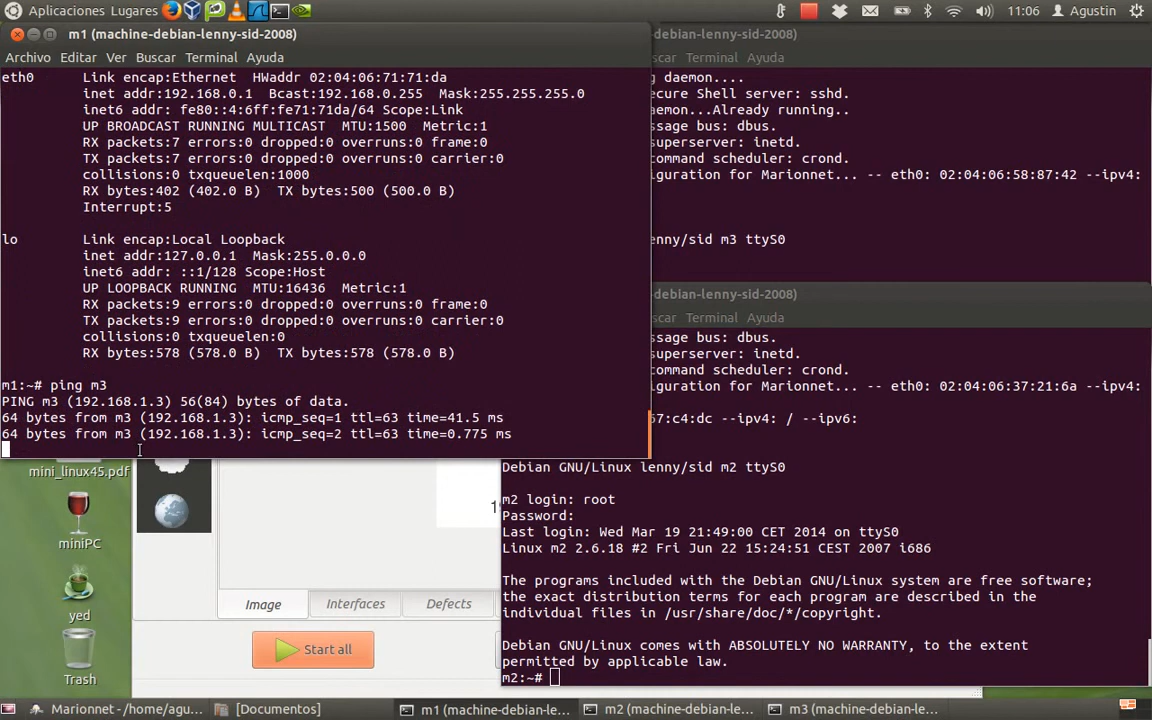 Aplicaciones Lugares
11:06 Agustin
m1 (machine-debian-lenny-sid-2008)
Archivo Editar Ver Buscar Terminal Ayuda
eth0 Link encap:Ethernet HWaddr 02:04:06:71:71:da
inet addr:192.168.0.1 Bcast:192.168.0.255 Mask:255.255.255.0
inet6 addr: fe80::4:6ff:fe71:71da/64 Scope:Link
UP BROADCAST RUNNING MULTICAST MTU:1500 Metric:1
RX packets:7 errors:0 dropped:0 overruns:0 frame:0
TX packets:7 errors:0 dropped:0 overruns:0 carrier:0
collisions:0 txqueuelen:1000
RX bytes:402 (402.0 B) TX bytes:500 (500.0 B)
Interrupt:5
lo Link encap:Local Loopback
inet addr:127.0.0.1 Mask:255.0.0.0
inet6 addr: ::1/128 Scope:Host
UP LOOPBACK RUNNING MTU:16436 Metric:1
RX packets:9 errors:0 dropped:0 overruns:0 frame:0
TX packets:9 errors:0 dropped:0 overruns:0 carrier:0
collisions:0 txqueuelen:0
RX bytes:578 (578.0 B) TX bytes:578 (578.0 B)
m1:~# ping m3
PING m3 (192.168.1.3) 56(84) bytes of data.
64 bytes from m3 (192.168.1.3): icmp_seq=1 ttl=63 time=41.5 ms
64 bytes from m3 (192.168.1.3): icmp_seq=2 ttl=63 time=0.775 ms
-debian-lenny-sid-2008)
scar Terminal Ayuda
g daemon....
ecure Shell server: sshd.
aemon...Already running..
ssage bus: dbus.
superserver: inetd.
command scheduler: crond.
iguration for Marionnet... -- eth0: 02:04:06:58:87:42 --ipv4:
enny/sid m3 ttyS0
-debian-lenny-sid-2008)
scar Terminal Ayuda
ssage bus: dbus.
superserver: inetd.
command scheduler: crond.
iguration for Marionnet... -- eth0: 02:04:06:37:21:6a --ipv4:
67:c4:dc --ipv4: / --ipv6:
Debian GNU/Linux lenny/sid m2 ttyS0
m2 login: root
Password:
Last login: Wed Mar 19 21:49:00 CET 2014 on ttyS0
Linux m2 2.6.18 #2 Fri Jun 22 15:24:51 CEST 2007 i686
The programs included with the Debian GNU/Linux system are free software;
the exact distribution terms for each program are described in the
individual files in /usr/share/doc/*/copyright.
Debian GNU/Linux comes with ABSOLUTELY NO WARRANTY, to the extent
permitted by applicable law.
m2:~#
mini_linux45.pdf
miniPC
yed
Trash
Image Interfaces Defects
Start all
Marionnet - /home/agu... [Documentos] m1 (machine-debian-le... m2 (machine-debian-le... m3 (machine-debian-le...